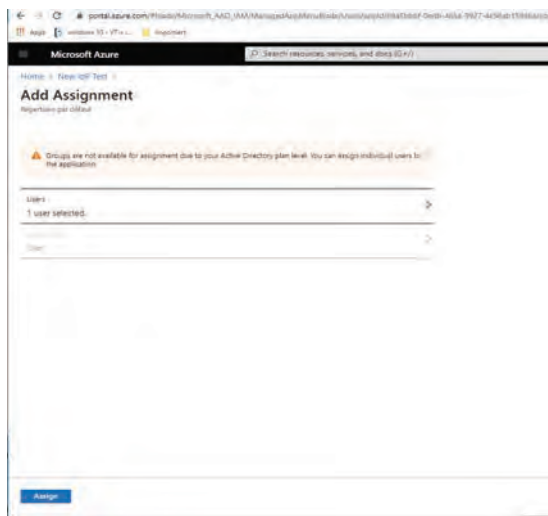 portal.azure.com
Apps
Important
Microsoft Azure
Search resources, services, and docs (G+/)
Home > New IdP Test >
Add Assignment
Répertoire par défaut
Groups are not available for assignment due to your Active Directory plan level. You can assign individual users to
the application.
Users
1 user selected.
User
Assign